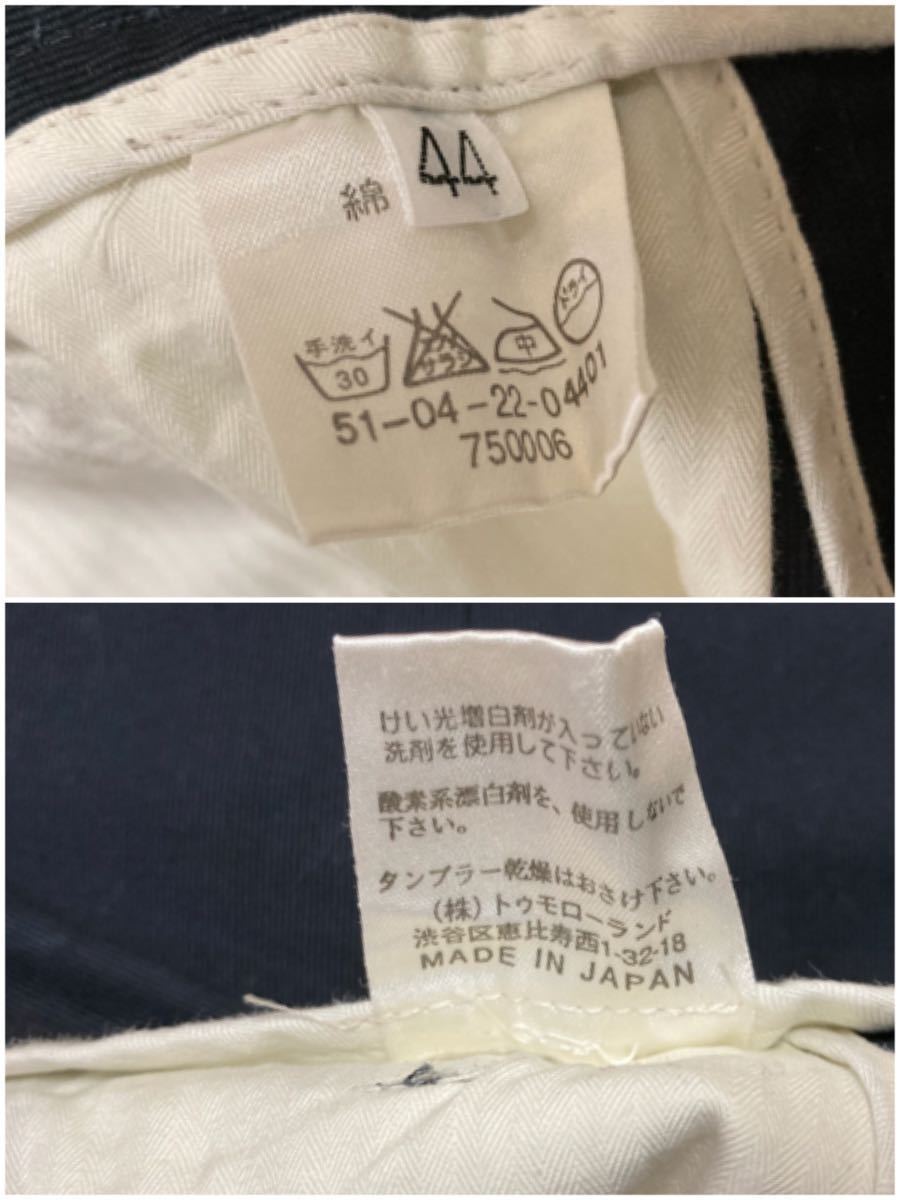 44
綿
手洗イ
30
エンソ
サラシ
中
ドライ
51-04-22-04401
750006
けい光増白剤が入っていない
洗剤を使用して下さい。
酸素系漂白剤を、使用しないで
下さい。
タンブラー乾燥はおさけ下さい。
(株)トゥモローランド
渋谷区恵比寿西1-32-18
MADE IN JAPAN